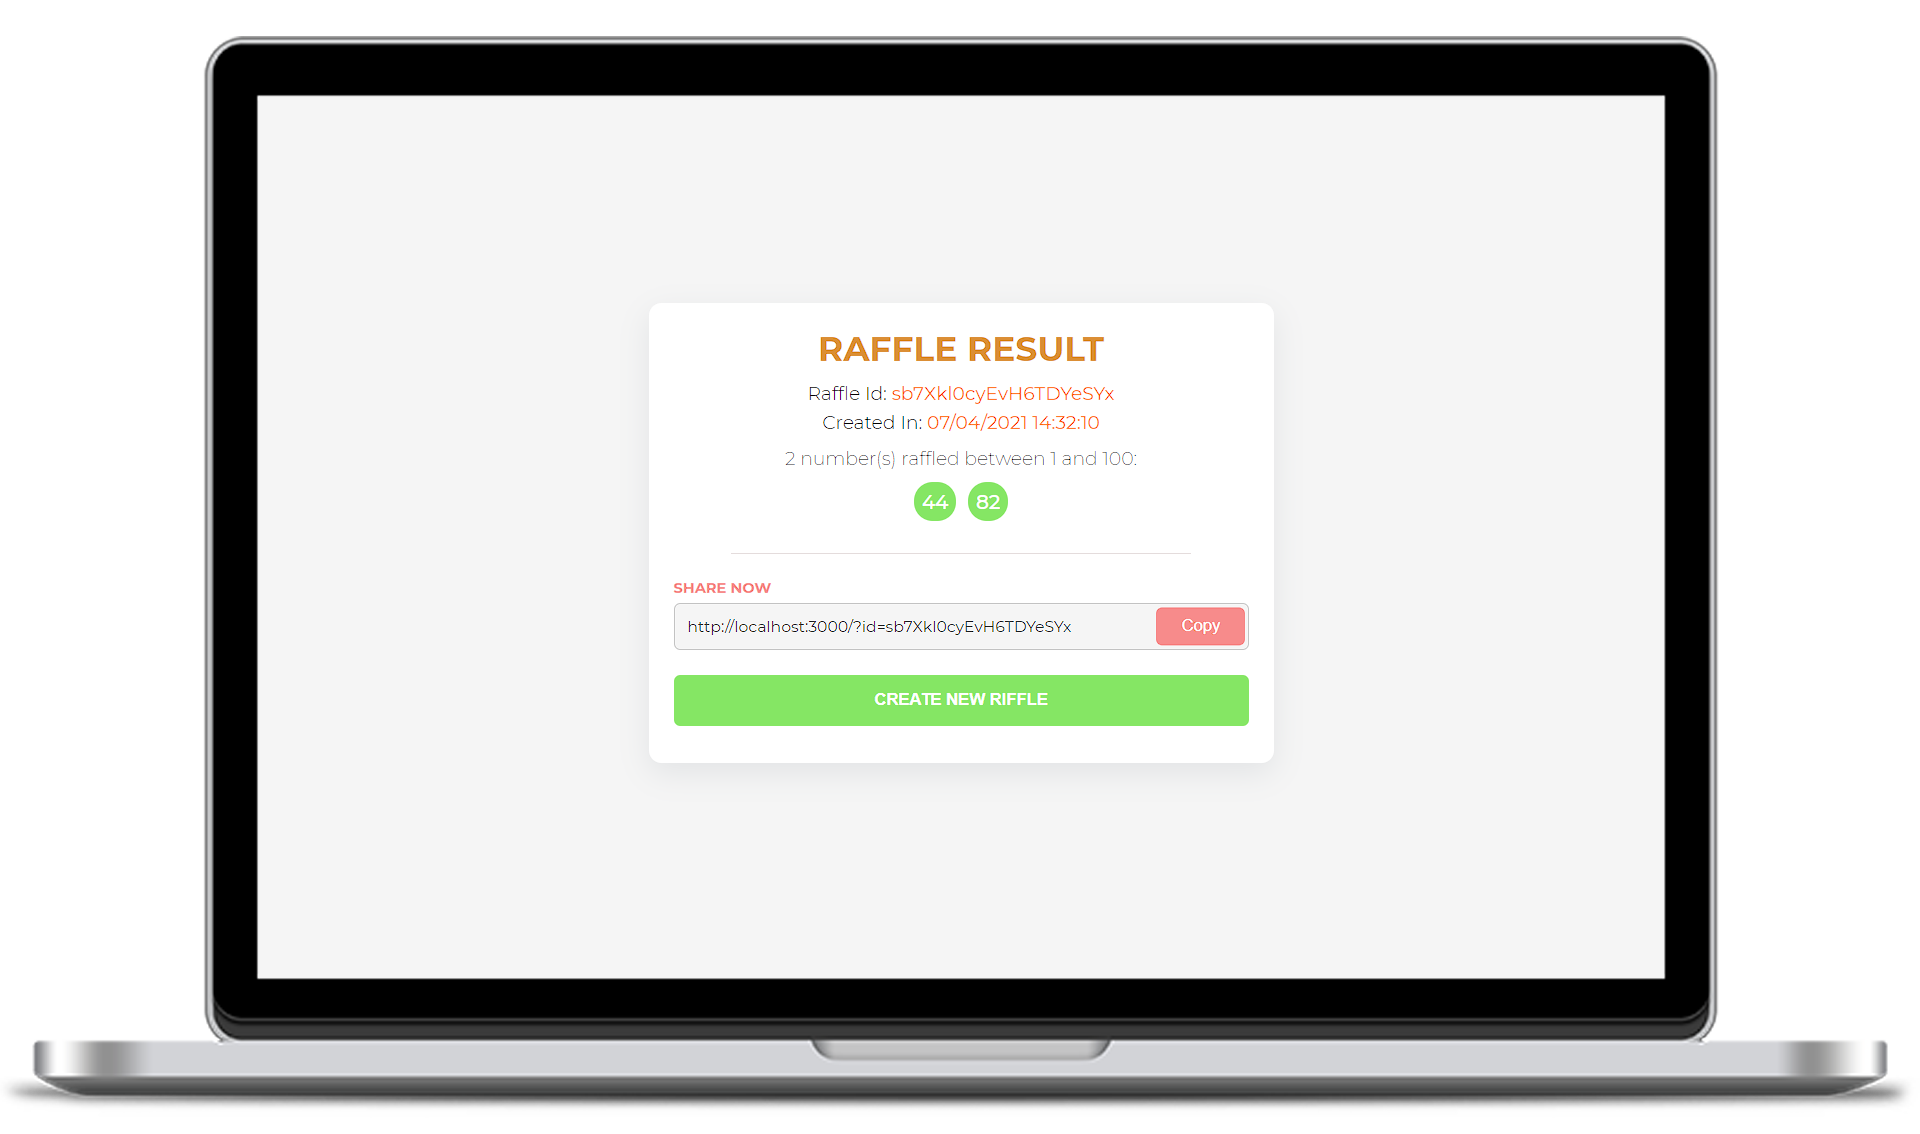 RAFFLE RESULT
Raffle Id: sb7Xkl0cyEvH6TDYeSYx
Created In: 07/04/2021 14:32:10
2 number(s) raffled between 1 and 100:
44 82
SHARE NOW
http://localhost:3000/?id=sb7Xkl0cyEvH6TDYeSYx Copy
CREATE NEW RIFFLE